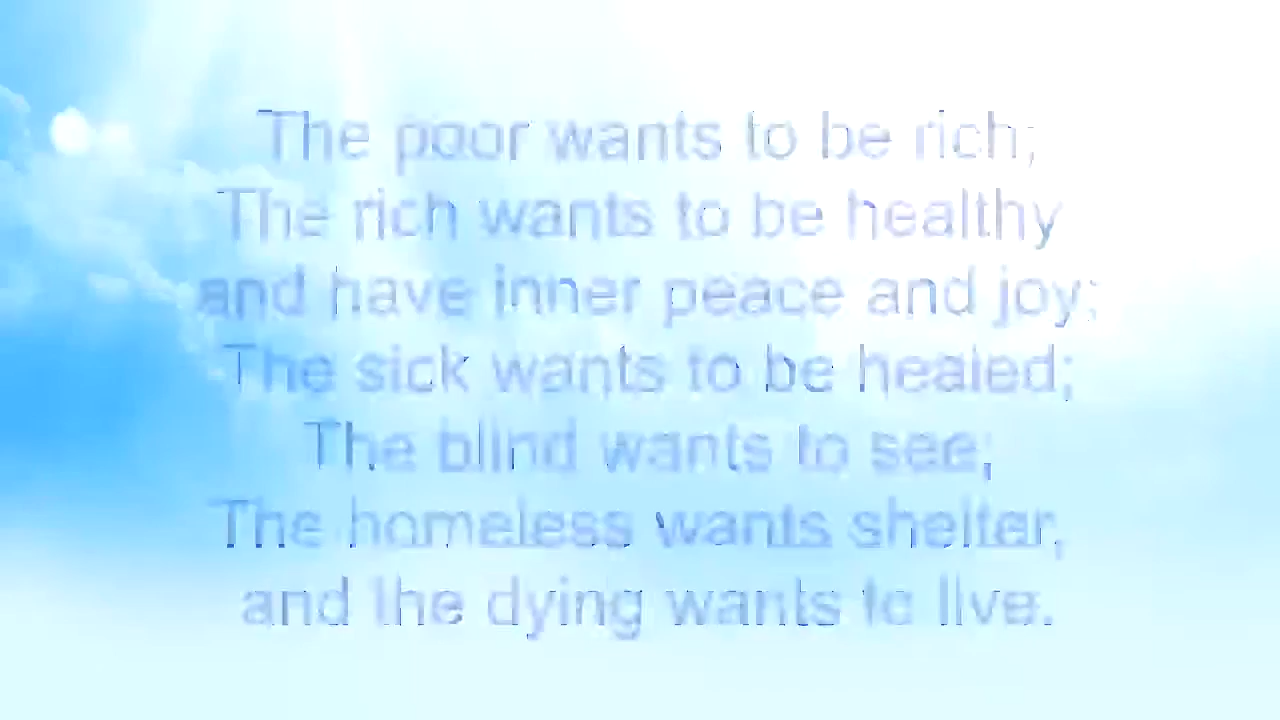 The poor wants to be rich;
The rich wants to be healthy
and have inner peace and joy;
The sick wants to be healed;
The blind wants to see;
The homeless wants shelter,
and the dying wants to live.